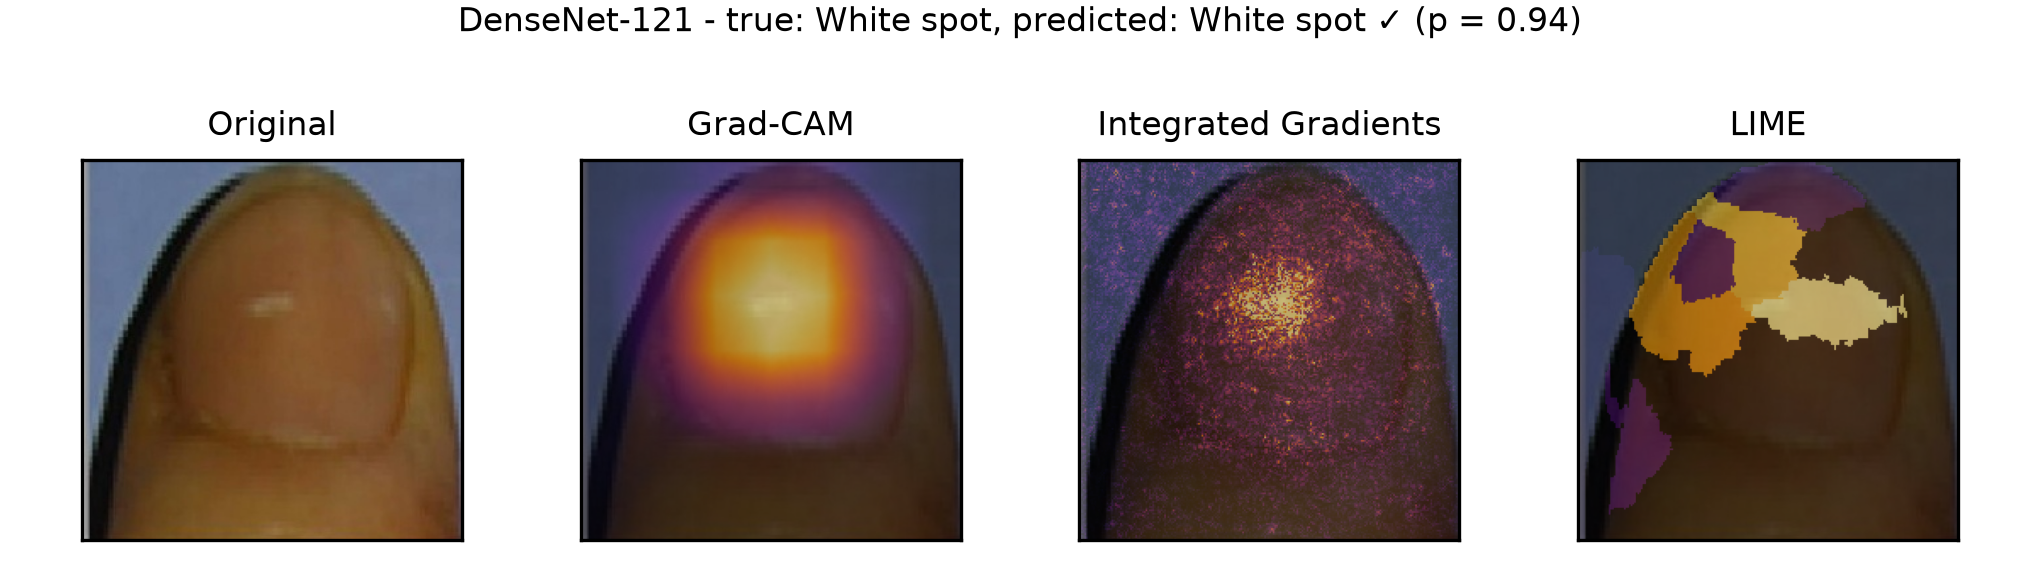 DenseNet-121 - true: White spot, predicted: White spot ✓ (p = 0.94)
Original
Grad-CAM
Integrated Gradients
LIME